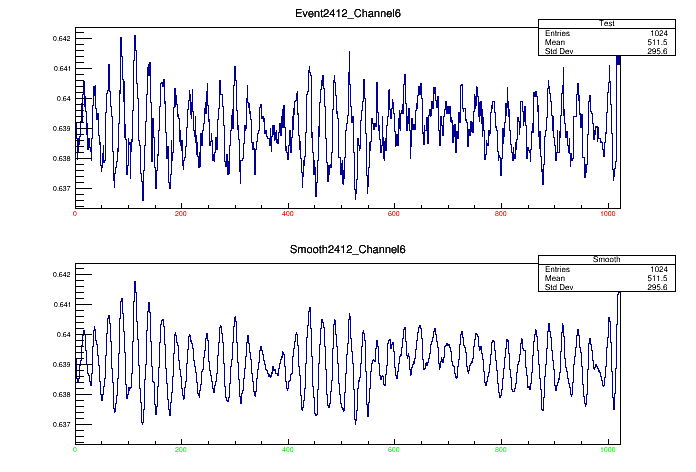 Event2412_Channel6
Test
Entries 1024
Mean 511.5
Std Dev 295.6
0.642
0.641
0.64
0.639
0.638
0.637
0 200 400 600 800 1000
Smooth2412_Channel6
Smooth
Entries 1024
Mean 511.5
Std Dev 295.6
0.642
0.641
0.64
0.639
0.638
0.637
0 200 400 600 800 1000